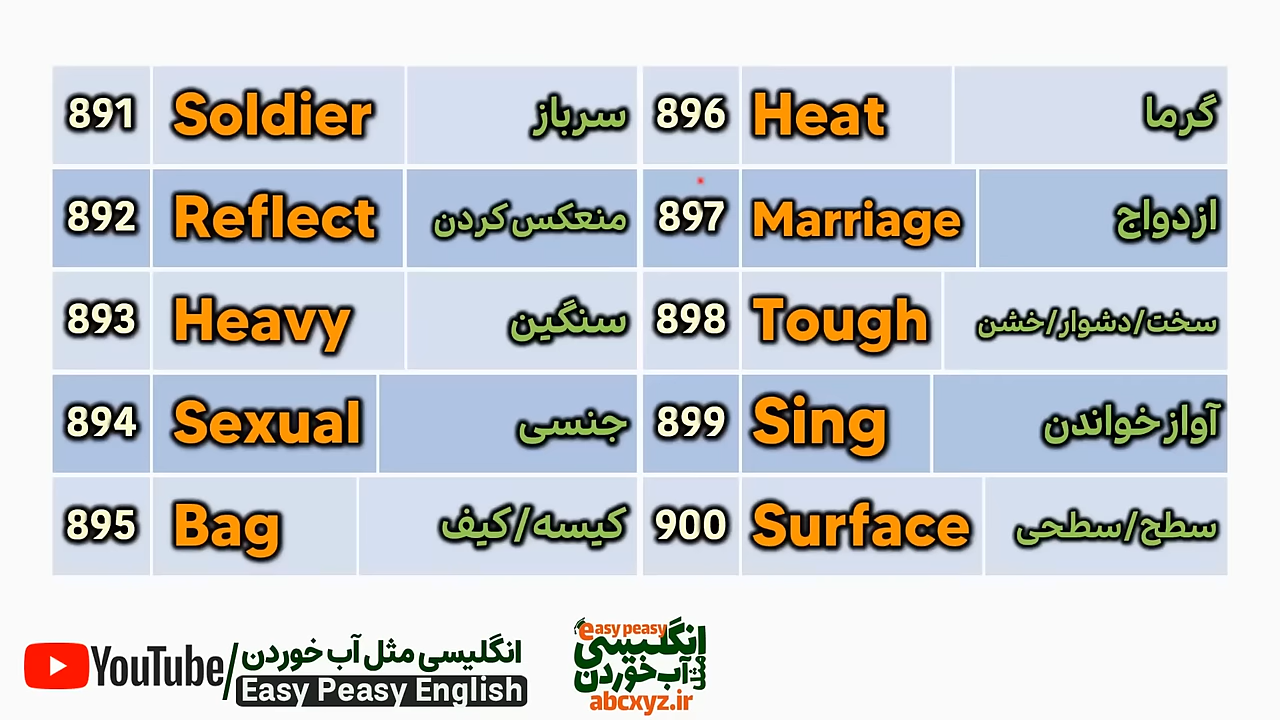 891 Soldier سرباز
892 Reflect منعکس کردن
893 Heavy سنگین
894 Sexual جنسی
895 Bag کیسه/کیف
896 Heat گرما
897 Marriage ازدواج
898 Tough سخت/دشوار/خشن
899 Sing آواز خواندن
900 Surface سطح/سطحی
YouTube/انگلیسی مثل آب خوردن
Easy Peasy English
easy peasy
انگلیسی
مثل آب خوردن
abcxyz.ir